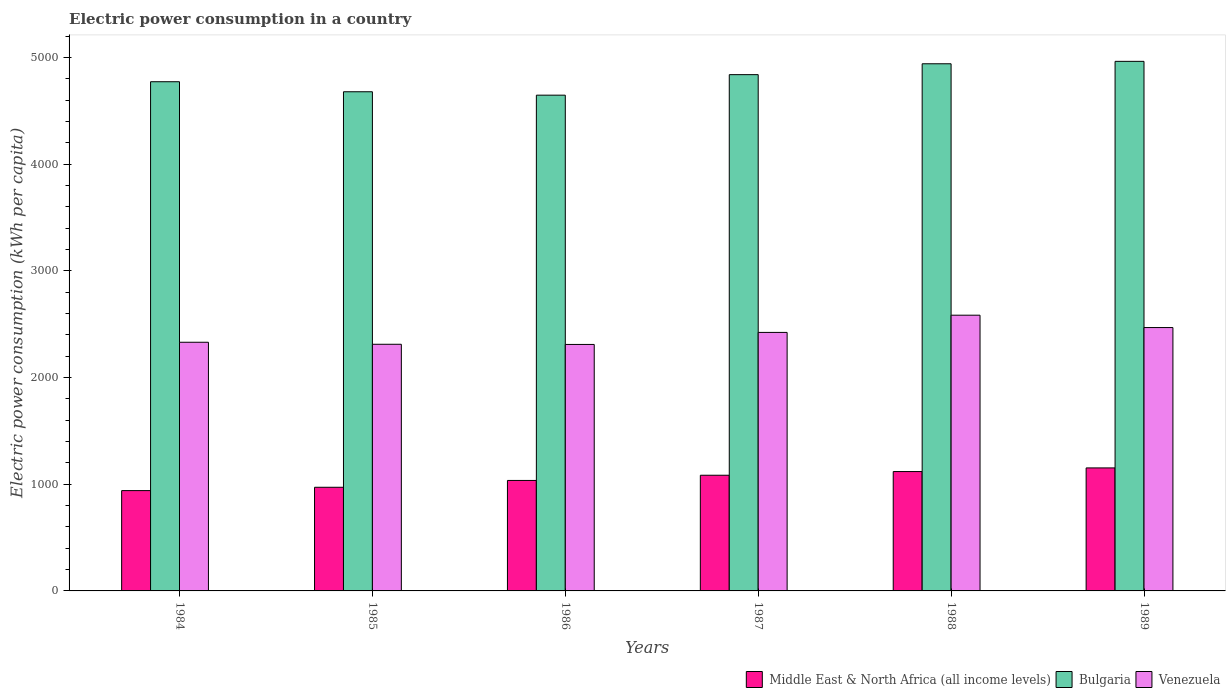 Electric power consumption in a country
Electric power consumption (kWh per capita)
5000
4000
3000
2000
1000
0
1984
1985
1986
1987
1988
1989
Years
Middle East & North Africa (all income levels)
Bulgaria
Venezuela